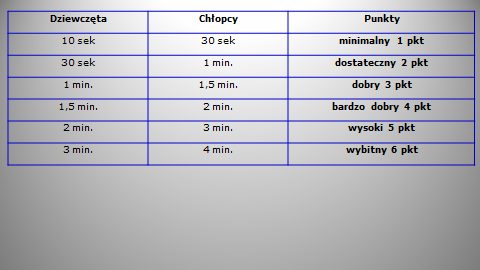 Dziewczęta Chłopcy Punkty
10 sek 30 sek minimalny 1 pkt
30 sek 1 min. dostateczny 2 pkt
1 min. 1,5 min. dobry 3 pkt
1,5 min. 2 min. bardzo dobry 4 pkt
2 min. 3 min. wysoki 5 pkt
3 min. 4 min. wybitny 6 pkt